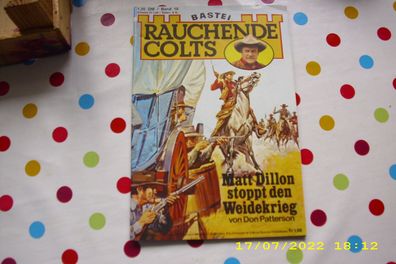 BASTEI
RAUCHENDE
COLTS
Matt Dillon
stoppt den
Weidekrieg
von Don Patterson
17/07/2022 18:12